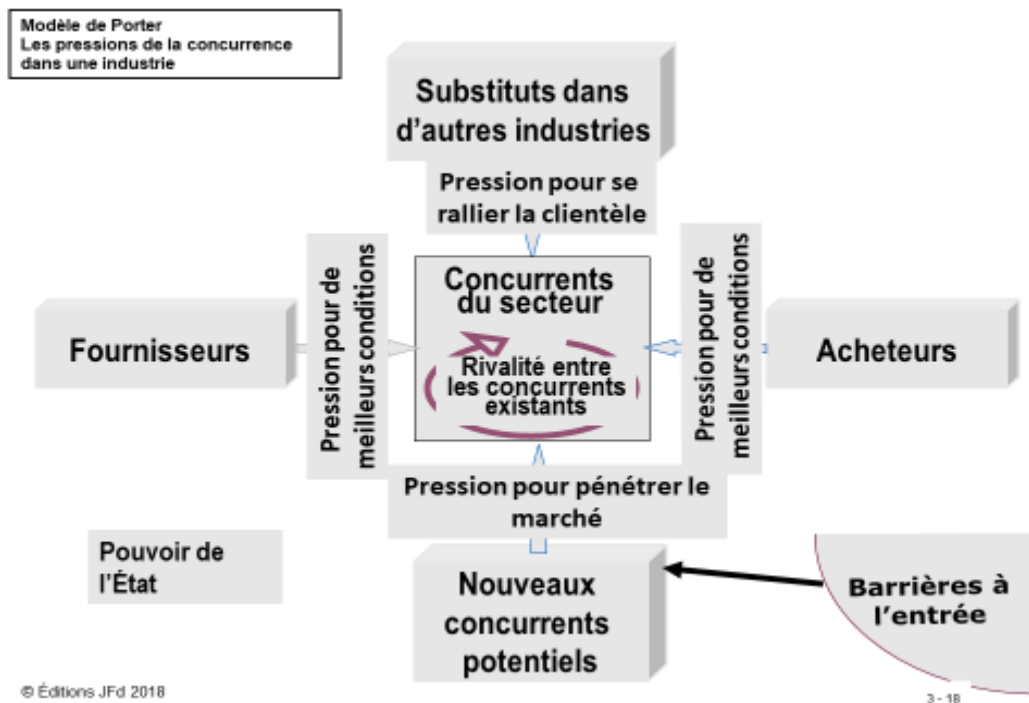 Modèle de Porter
Les pressions de la concurrence
dans une industrie
Substituts dans
d'autres industries
Pression pour se
rallier la clientèle
Fournisseurs
Pression pour de
meilleurs conditions
Concurrents
du secteur
Rivalité entre
les concurrents
existants
Pression pour de
meilleurs conditions
Acheteurs
Pression pour pénétrer le
marché
Pouvoir de
l'État
Nouveaux
concurrents
potentiels
Barrières à
l'entrée
© Éditions JFd 2018
3 - 18